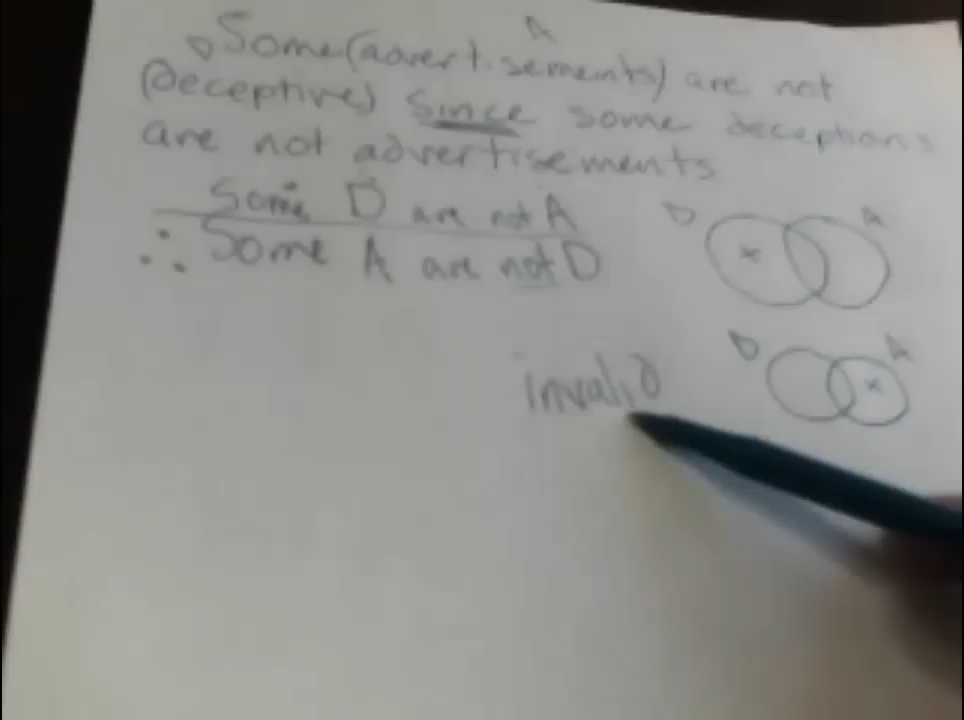 A
Some (advertisements) are not
(Deceptive) since some deceptions
are not advertisements
Some D are not A
∴ Some A are not D
D A
D A
invalid